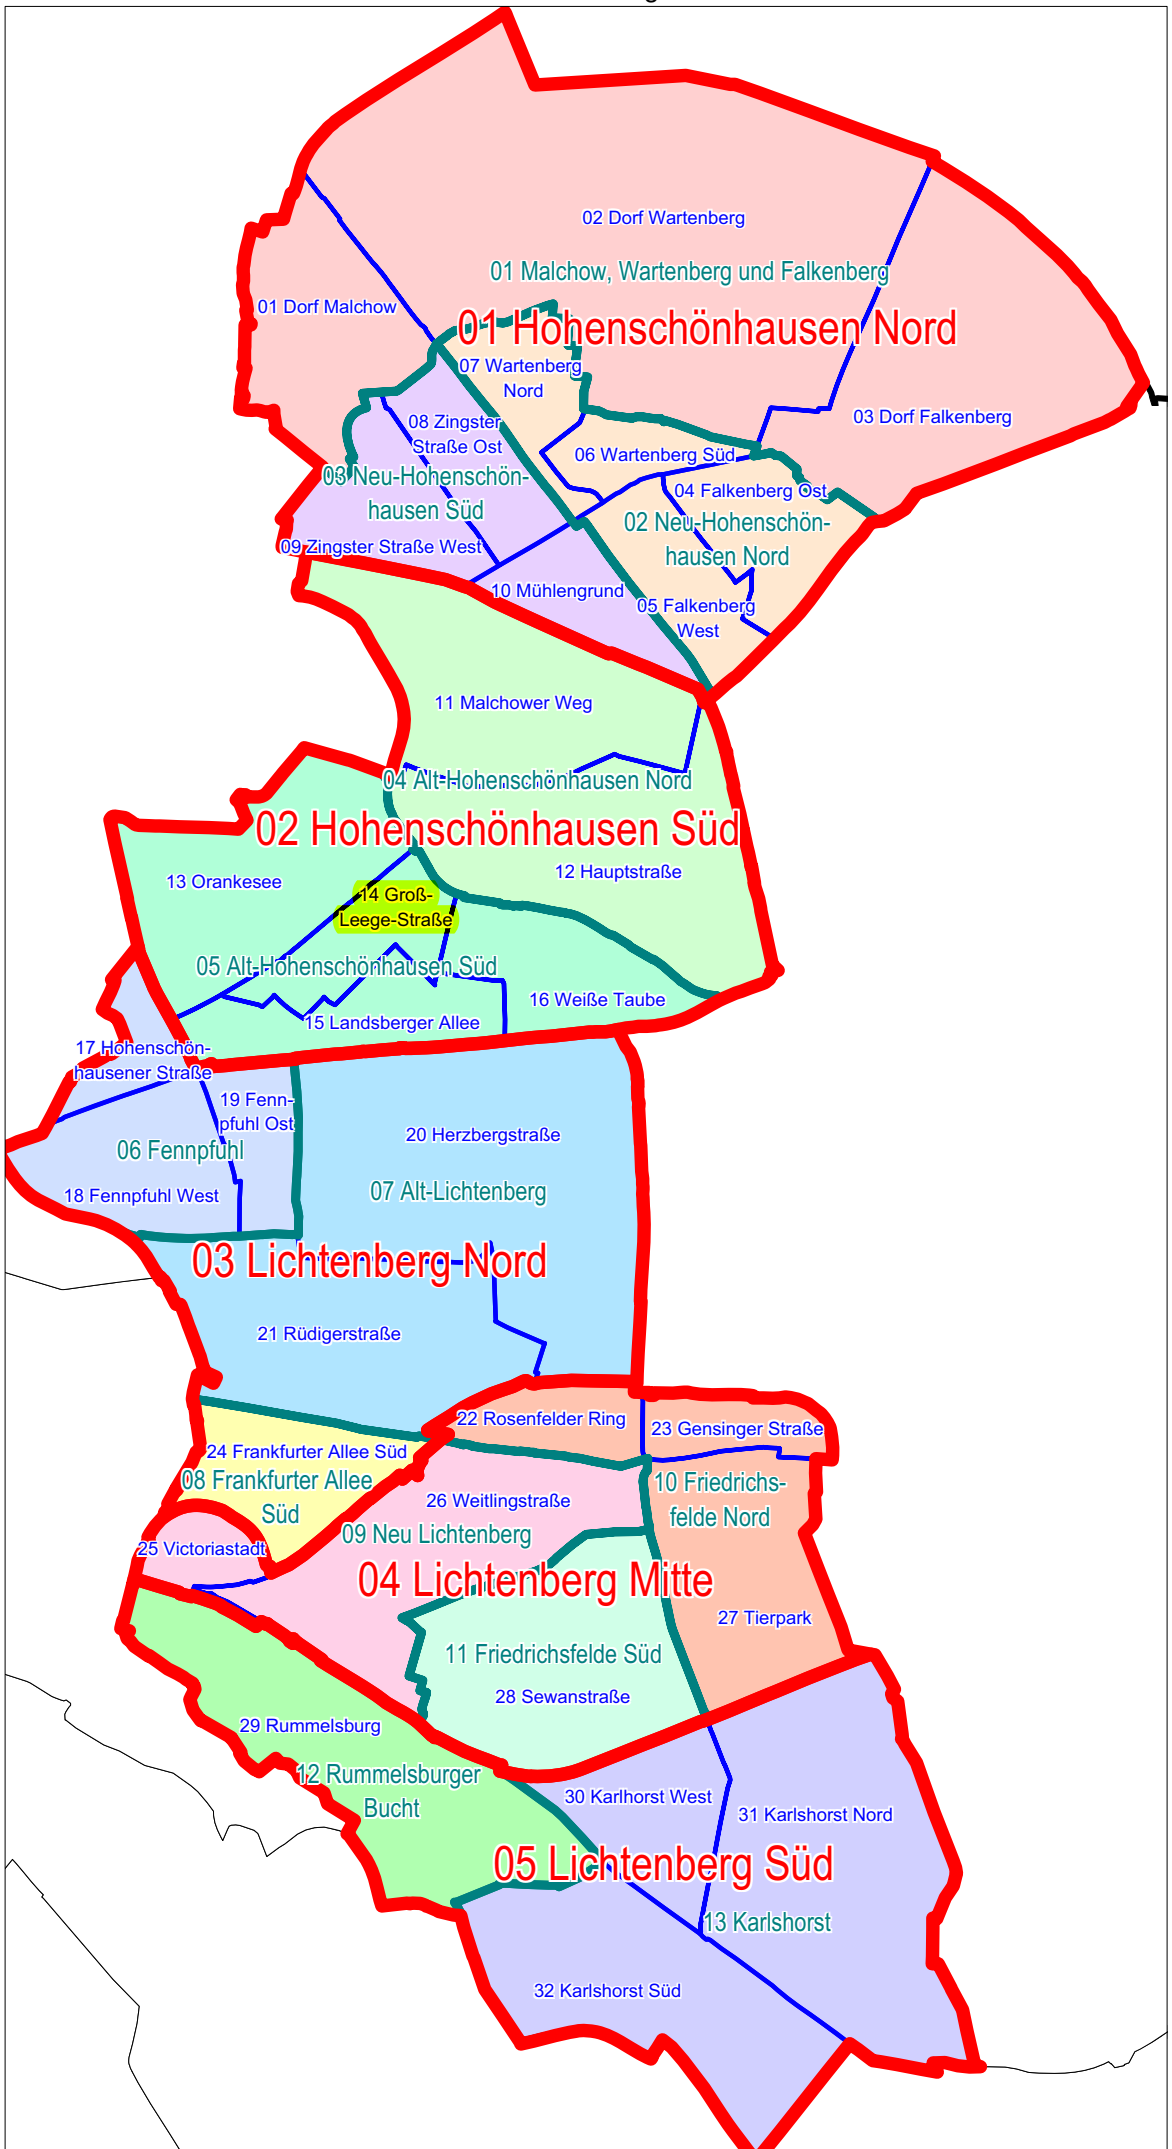 02 Dorf Wartenberg
01 Malchow, Wartenberg und Falkenberg
01 Dorf Malchow
01 Hohenschönhausen Nord
07 Wartenberg
Nord
03 Dorf Falkenberg
08 Zingster
Straße Ost
06 Wartenberg Süd
03 Neu-Hohenschön-
hausen Süd
04 Falkenberg Ost
02 Neu-Hohenschön-
hausen Nord
09 Zingster Straße West
10 Mühlengrund
05 Falkenberg
West
11 Malchower Weg
04 Alt-Hohenschönhausen Nord
02 Hohenschönhausen Süd
12 Hauptstraße
13 Orankesee
14 Groß-
Leege-Straße
05 Alt-Hohenschönhausen Süd
16 Weiße Taube
15 Landsberger Allee
17 Hohenschön-
hausener Straße
19 Fenn-
pfuhl Ost
20 Herzbergstraße
06 Fennpfuhl
18 Fennpfuhl West
07 Alt-Lichtenberg
03 Lichtenberg Nord
21 Rüdigerstraße
22 Rosenfelder Ring
23 Gensinger Straße
24 Frankfurter Allee Süd
08 Frankfurter Allee
Süd
10 Friedrichs-
felde Nord
26 Weitlingstraße
09 Neu Lichtenberg
25 Victoriastadt
04 Lichtenberg Mitte
27 Tierpark
11 Friedrichsfelde Süd
28 Sewanstraße
29 Rummelsburg
12 Rummelsburger
Bucht
30 Karlhorst West
31 Karlshorst Nord
05 Lichtenberg Süd
13 Karlshorst
32 Karlshorst Süd